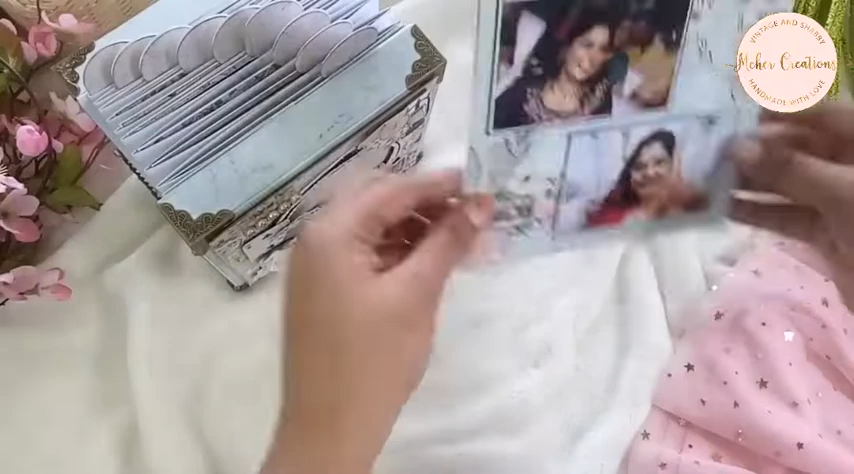 VINTAGE AND SHABBY
Meher Creations
HANDMADE WITH LOVE